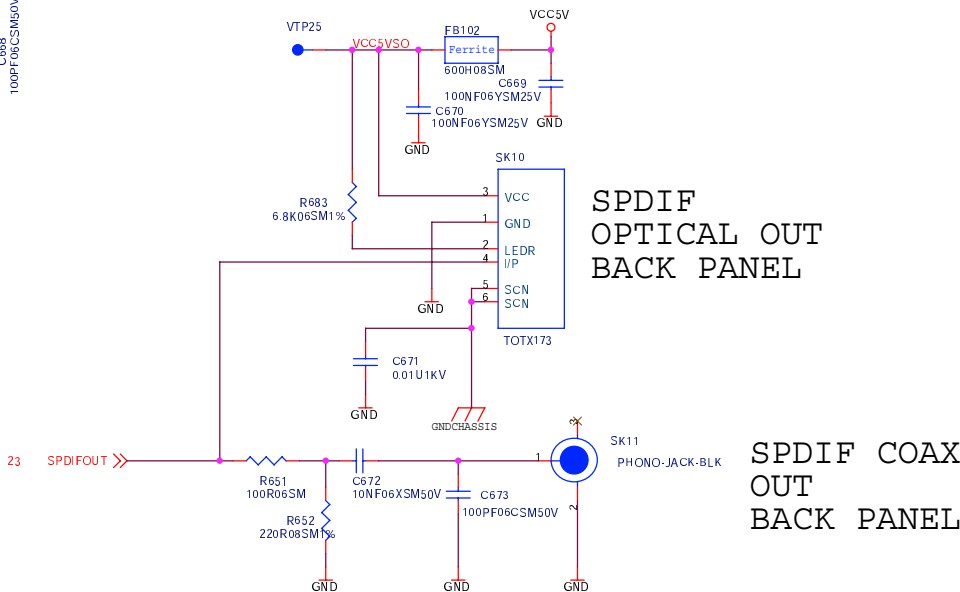 C668
100PF06CSM50V
VTP25
VCC5VSO
FB102
Ferrite
600H08SM
VCC5V
C669
100NF06YSM25V
GND
C670
100NF06YSM25V
GND
SK10
R683
6.8K06SM1%
3 VCC
1 GND
2 LEDR
4 I/P
5 SCN
6 SCN
TOTX173
GND
SPDIF
OPTICAL OUT
BACK PANEL
C671
0.01U1KV
GND
GNDCHASSIS
23 SPDIFOUT
R651
100R06SM
R652
220R08SM1%
GND
C672
10NF06XSM50V
C673
100PF06CSM50V
GND
1
3
2
SK11
PHONO-JACK-BLK
GND
SPDIF COAX
OUT
BACK PANEL